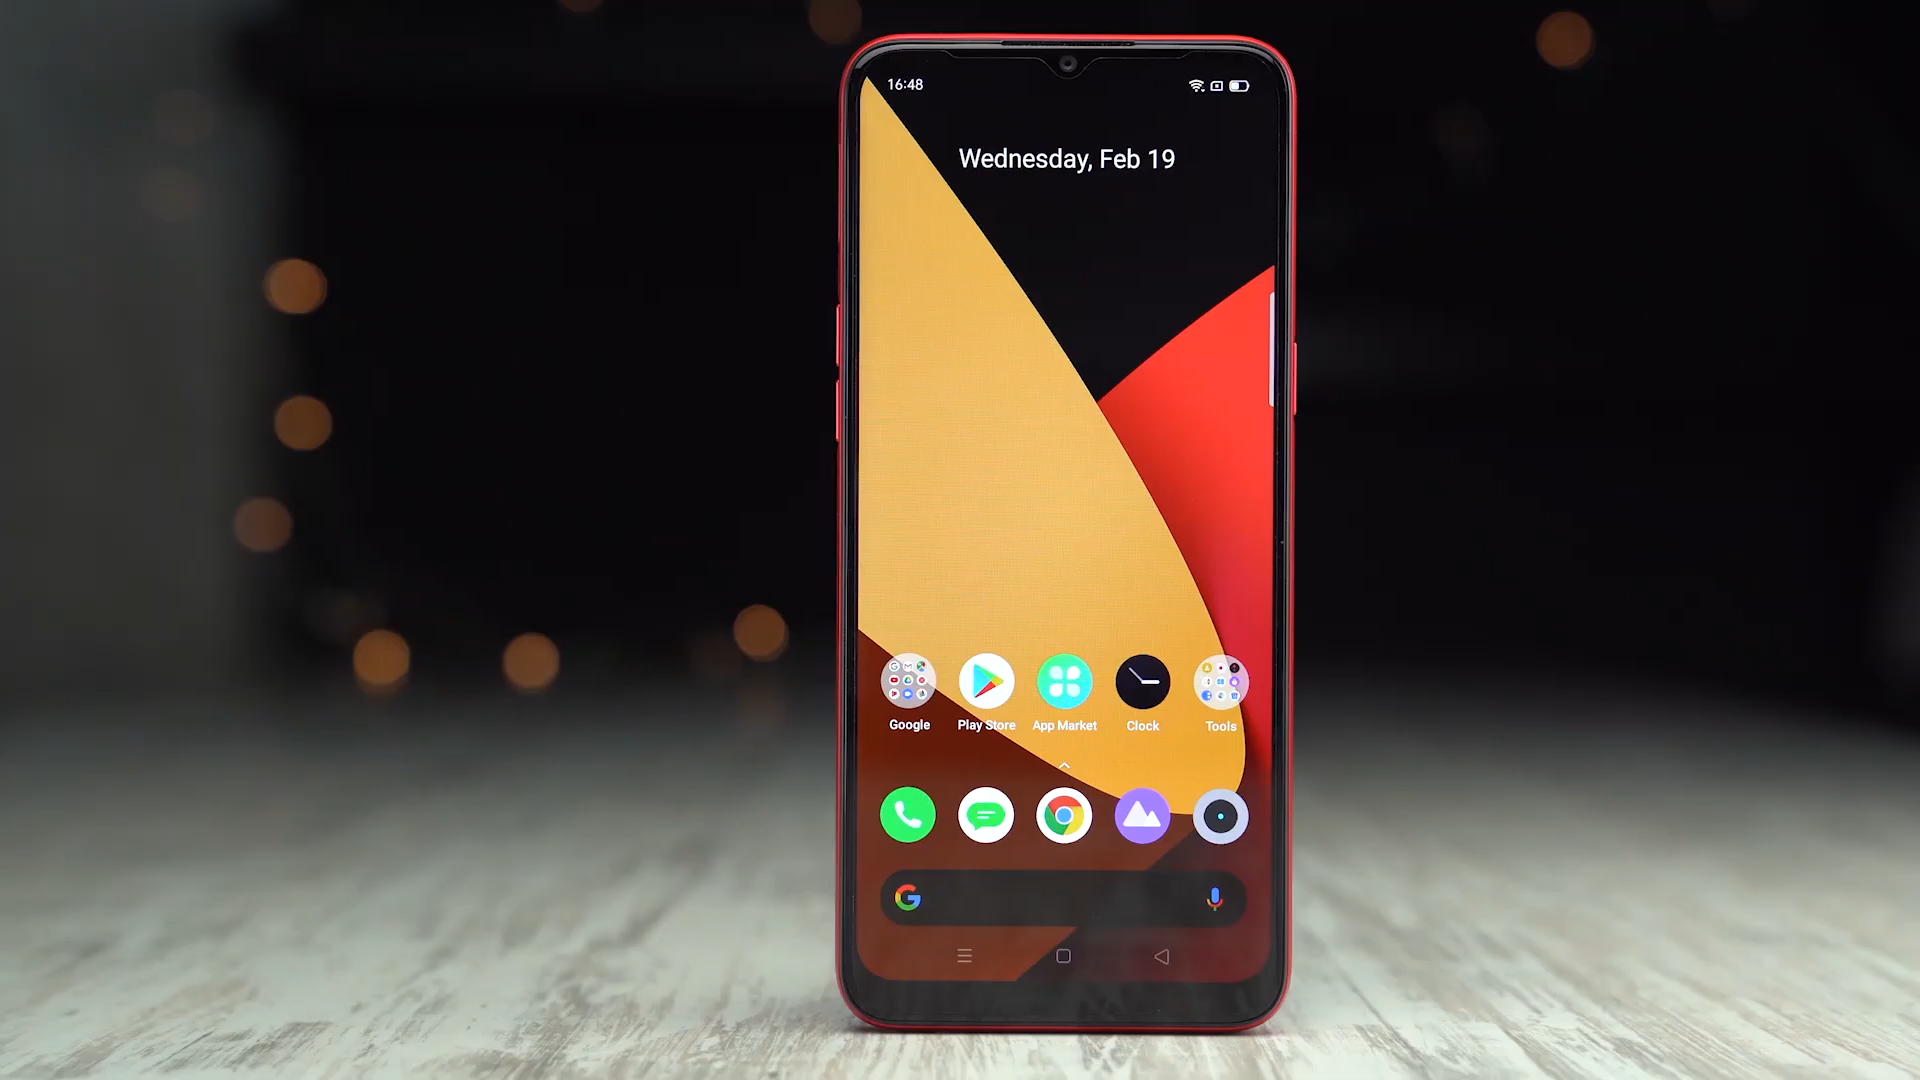 16:48
Wednesday, Feb 19
Google
Play Store
App Market
Clock
Tools